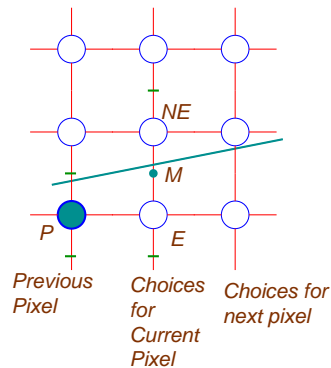 NE
M
P
E
Previous
Pixel
Choices
for
Current
Pixel
Choices for
next pixel